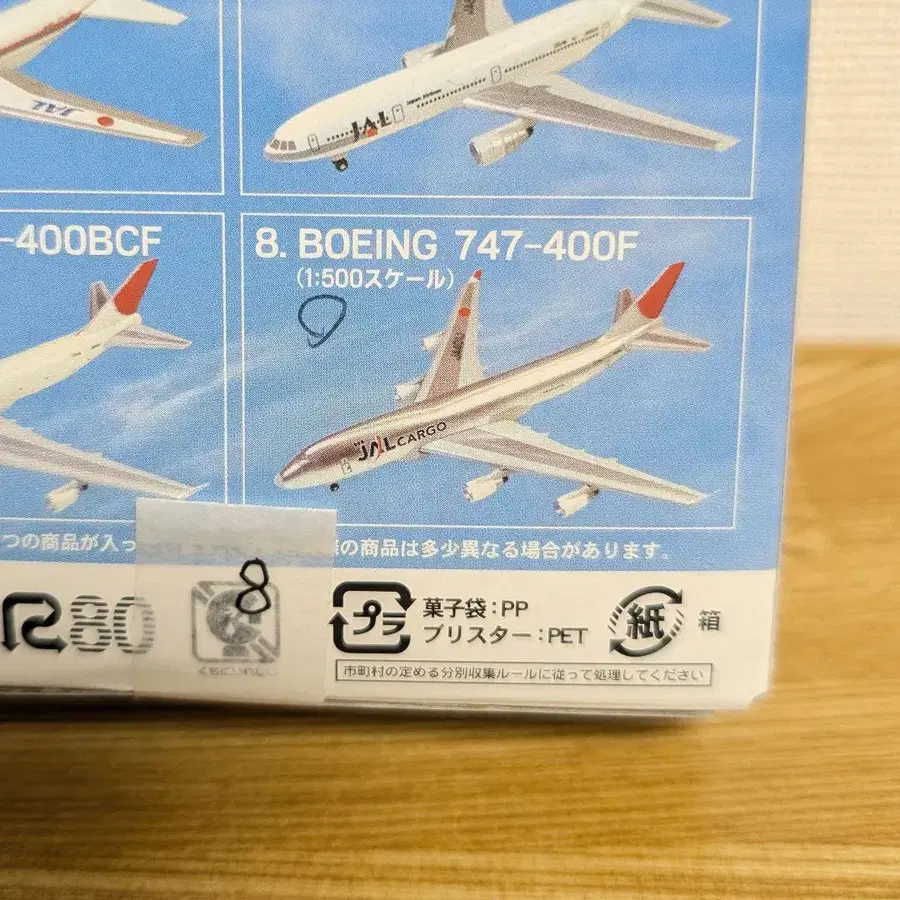 JAL
JAL
Japan Airlines
-400BCF
8. BOEING 747-400F
(1:500スケール)
JAL CARGO
つの商品が入っ
の商品は多少異なる場合があります。
8
プラ
菓子袋:PP
ブリスター:PET
紙
箱
市町村の定める分別収集ルールに従って処理してください